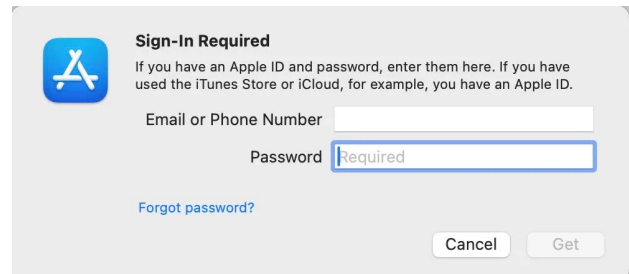 Sign-In Required
If you have an Apple ID and password, enter them here. If you have
used the iTunes Store or iCloud, for example, you have an Apple ID.
Email or Phone Number
Password Required
Forgot password?
Cancel Get